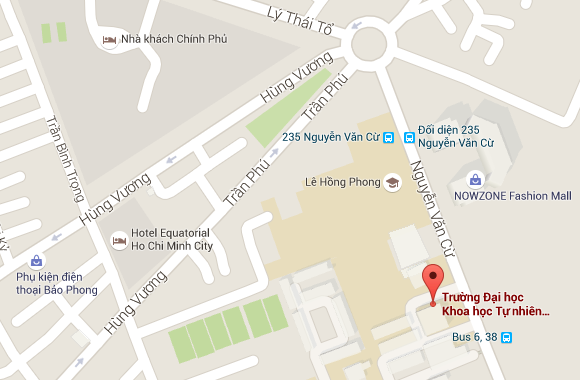 Lý Thái Tổ
Nhà khách Chính Phủ
Hùng Vương
Trần Phú
235 Nguyễn Văn Cừ
Đối diện 235
Nguyễn Văn Cừ
Trần Bình Trọng
Lê Hồng Phong
NOWZONE Fashion Mall
Hùng Vương
Trần Phú
Nguyễn Văn Cừ
Hotel Equatorial
Ho Chi Minh City
Phụ kiện điện
thoại Bảo Phong
Hùng Vương
Trường Đại học
Khoa học Tự nhiên...
Bus 6, 38